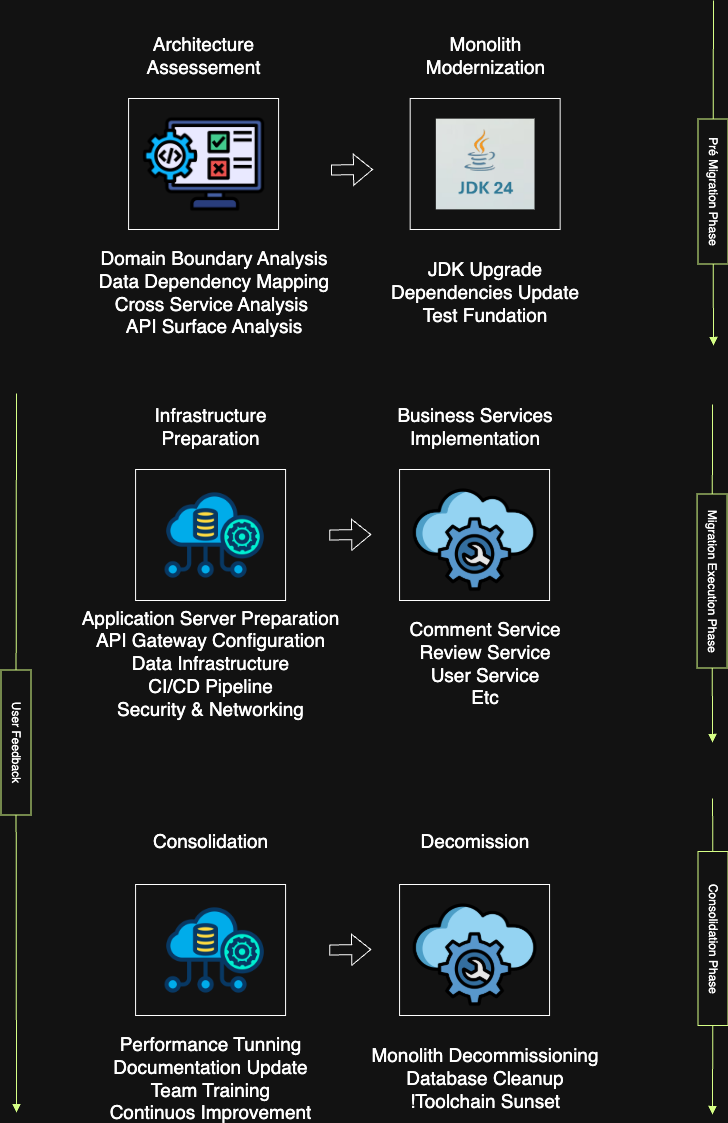 Architecture
Assessement
Monolith
Modernization
JDK 24
Pré Migration Phase
Domain Boundary Analysis
Data Dependency Mapping
Cross Service Analysis
API Surface Analysis
JDK Upgrade
Dependencies Update
Test Fundation
Infrastructure
Preparation
Business Services
Implementation
Migration Execution Phase
Application Server Preparation
API Gateway Configuration
Data Infrastructure
CI/CD Pipeline
Security & Networking
Comment Service
Review Service
User Service
Etc
User Feedback
Consolidation
Decomission
Consolidation Phase
Performance Tunning
Documentation Update
Team Training
Continuos Improvement
Monolith Decommissioning
Database Cleanup
!Toolchain Sunset